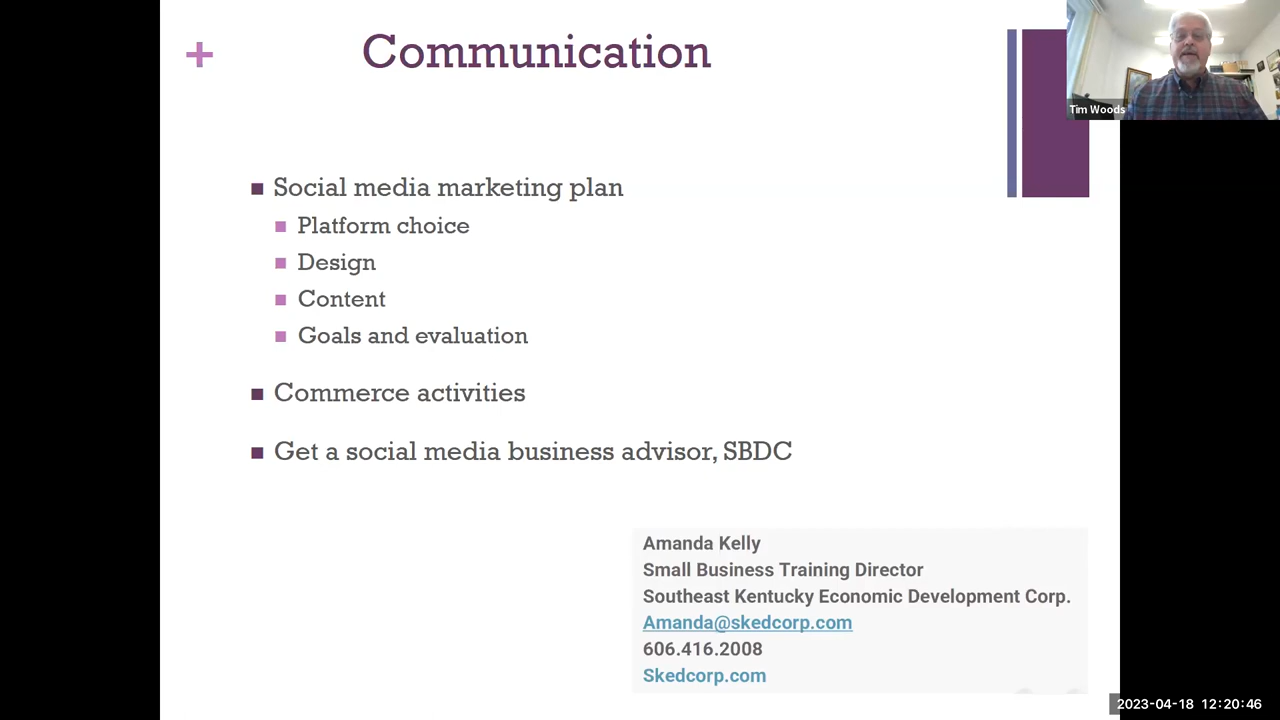 + Communication
Tim Woods
Social media marketing plan
Platform choice
Design
Content
Goals and evaluation
Commerce activities
Get a social media business advisor, SBDC
Amanda Kelly
Small Business Training Director
Southeast Kentucky Economic Development Corp.
Amanda@skedcorp.com
606.416.2008
Skedcorp.com
2023-04-18 12:20:46